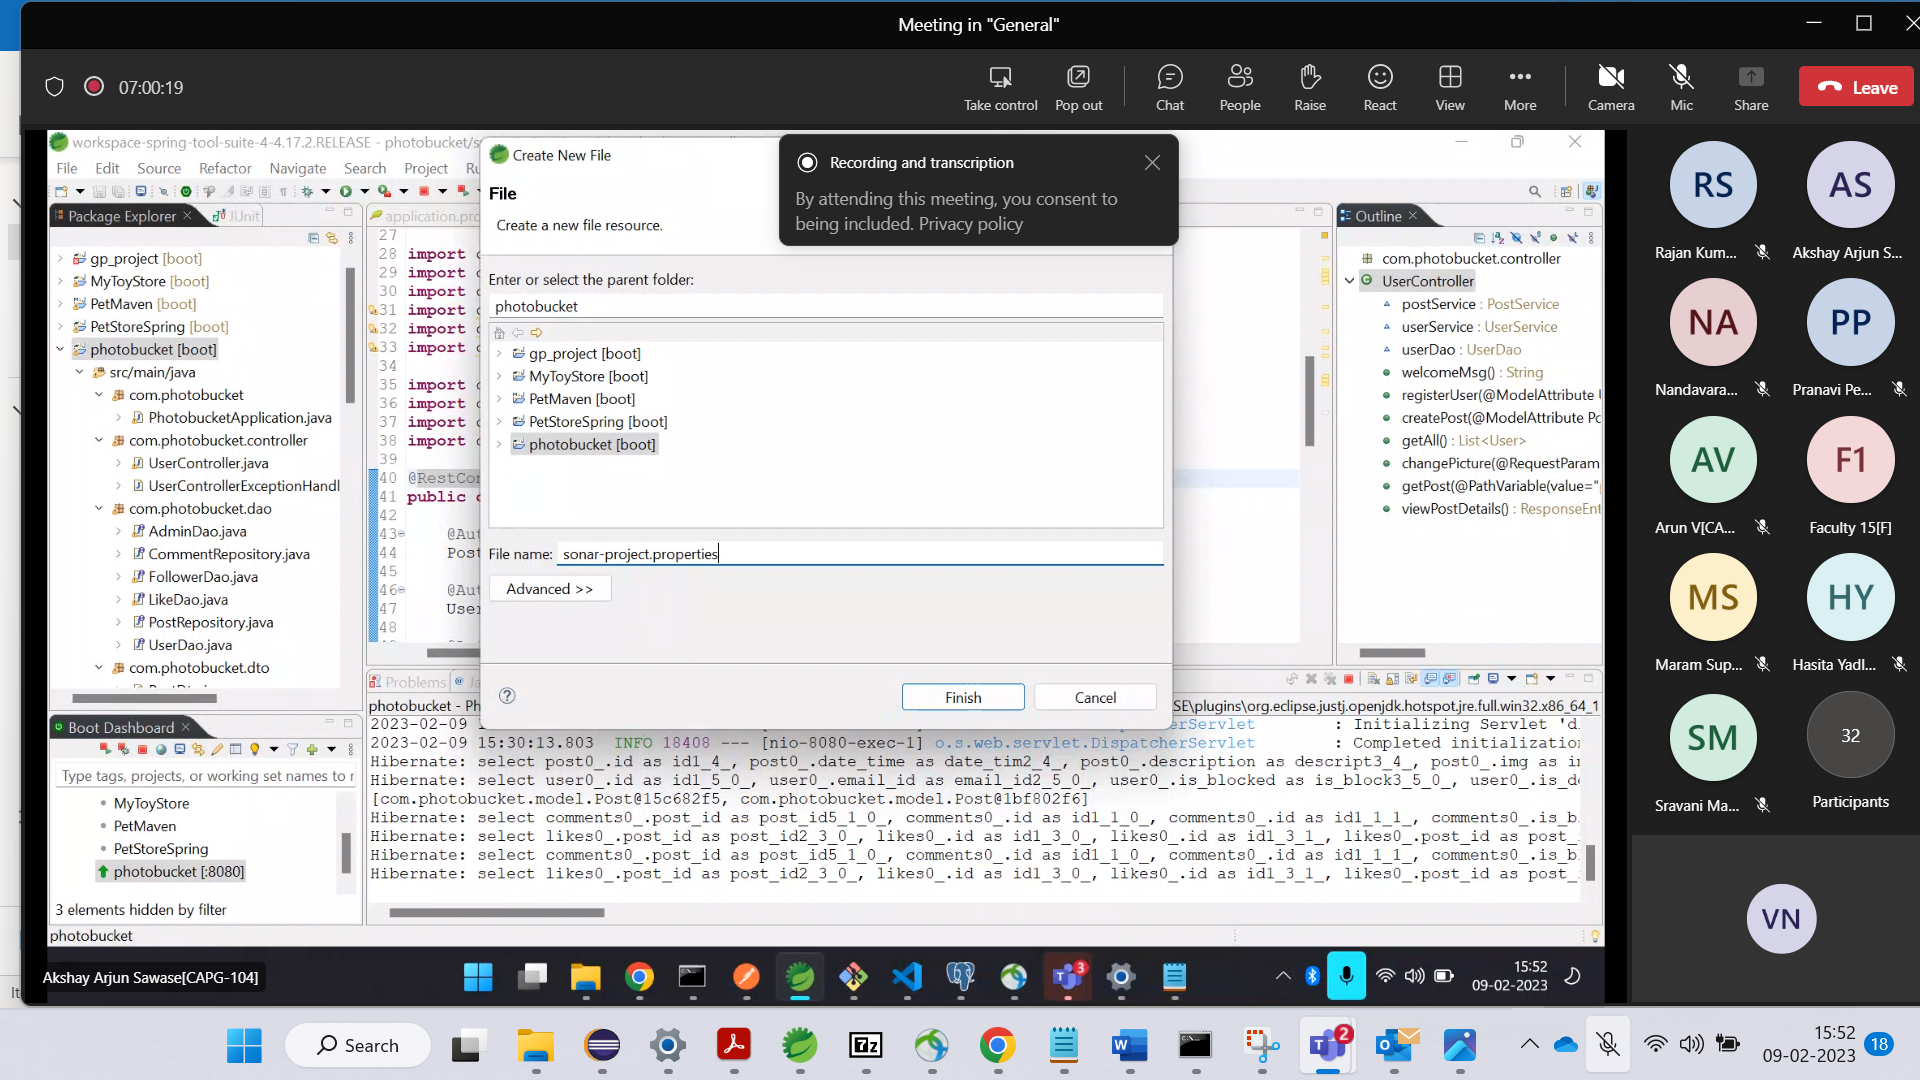 Meeting in "General"
07:00:19
Take control
Pop out
Chat
People
Raise
React
View
More
Camera
Mic
Share
Leave
workspace-spring-tool-suite-4-4.17.2.RELEASE - photobucket/s
File Edit Source Refactor Navigate Search Project
Package Explorer
JUnit
gp_project [boot]
MyToyStore [boot]
PetMaven [boot]
PetStoreSpring [boot]
photobucket [boot]
src/main/java
com.photobucket
PhotobucketApplication.java
com.photobucket.controller
UserController.java
UserControllerExceptionHandl
com.photobucket.dao
AdminDao.java
CommentRepository.java
FollowerDao.java
LikeDao.java
PostRepository.java
UserDao.java
com.photobucket.dto
Boot Dashboard
Type tags, projects, or working set names to r
MyToyStore
PetMaven
PetStoreSpring
photobucket [:8080]
3 elements hidden by filter
photobucket
application.pro
27
28 import
29 import
30 import
31 import
32 import
33 import
34
35 import
36 import
37 import
38 import
39
40 @RestCon
41 public
42
43 @Aut
44 Post
45
46 @Aut
47 User
48
Create New File
File
Create a new file resource.
Enter or select the parent folder:
photobucket
gp_project [boot]
MyToyStore [boot]
PetMaven [boot]
PetStoreSpring [boot]
photobucket [boot]
File name: sonar-project.properties
Advanced >>
Finish
Cancel
Recording and transcription
By attending this meeting, you consent to
being included. Privacy policy
Outline
com.photobucket.controller
UserController
postService : PostService
userService : UserService
userDao : UserDao
welcomeMsg() : String
registerUser(@ModelAttribute U
createPost(@ModelAttribute Po
getAll() : List<User>
changePicture(@RequestParam
getPost(@PathVariable(value="
viewPostDetails() : ResponseEnt
Problems
photobucket - P
SE\plugins\org.eclipse.justj.openjdk.hotspot.jre.full.win32.x86_64_1
2023-02-09 1
erServlet : Initializing Servlet 'di
2023-02-09 15:30:13.803 INFO 18408 --- [nio-8080-exec-1] o.s.web.servlet.DispatcherServlet : Completed initialization
Hibernate: select post0_.id as id1_4_, post0_.date_time as date_tim2_4_, post0_.description as descript3_4_, post0_.img as im
Hibernate: select user0_.id as id1_5_0_, user0_.email_id as email_id2_5_0_, user0_.is_blocked as is_block3_5_0_, user0_.is_de
[com.photobucket.model.Post@15c682f5, com.photobucket.model.Post@1bf802f6]
Hibernate: select comments0_.post_id as post_id5_1_0_, comments0_.id as id1_1_0_, comments0_.id as id1_1_1_, comments0_.is_b
Hibernate: select likes0_.post_id as post_id2_3_0_, likes0_.id as id1_3_0_, likes0_.id as id1_3_1_, likes0_.post_id as post_
Hibernate: select comments0_.post_id as post_id5_1_0_, comments0_.id as id1_1_0_, comments0_.id as id1_1_1_, comments0_.is_b
Hibernate: select likes0_.post_id as post_id2_3_0_, likes0_.id as id1_3_0_, likes0_.id as id1_3_1_, likes0_.post_id as post_
RS
Rajan Kum...
AS
Akshay Arjun S...
NA
Nandavara...
PP
Pranavi Pe...
AV
Arun V[CA...
F1
Faculty 15[F]
MS
Maram Sup...
HY
Hasita Yadl...
SM
Sravani Ma...
32
Participants
VN
Akshay Arjun Sawase[CAPG-104]
3
15:52
09-02-2023
Search
7z
2
15:52
09-02-2023
18